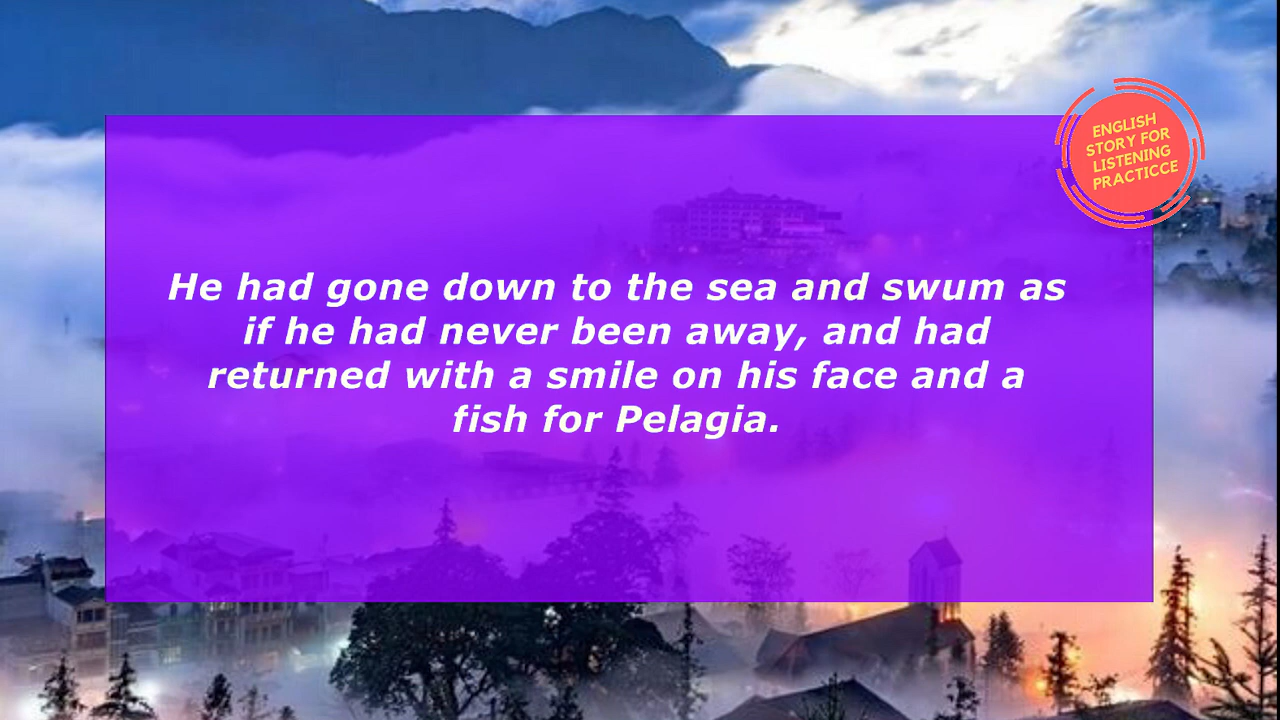 He had gone down to the sea and swum as
if he had never been away, and had
returned with a smile on his face and a
fish for Pelagia.
ENGLISH
STORY FOR
LISTENING
PRACTICCE